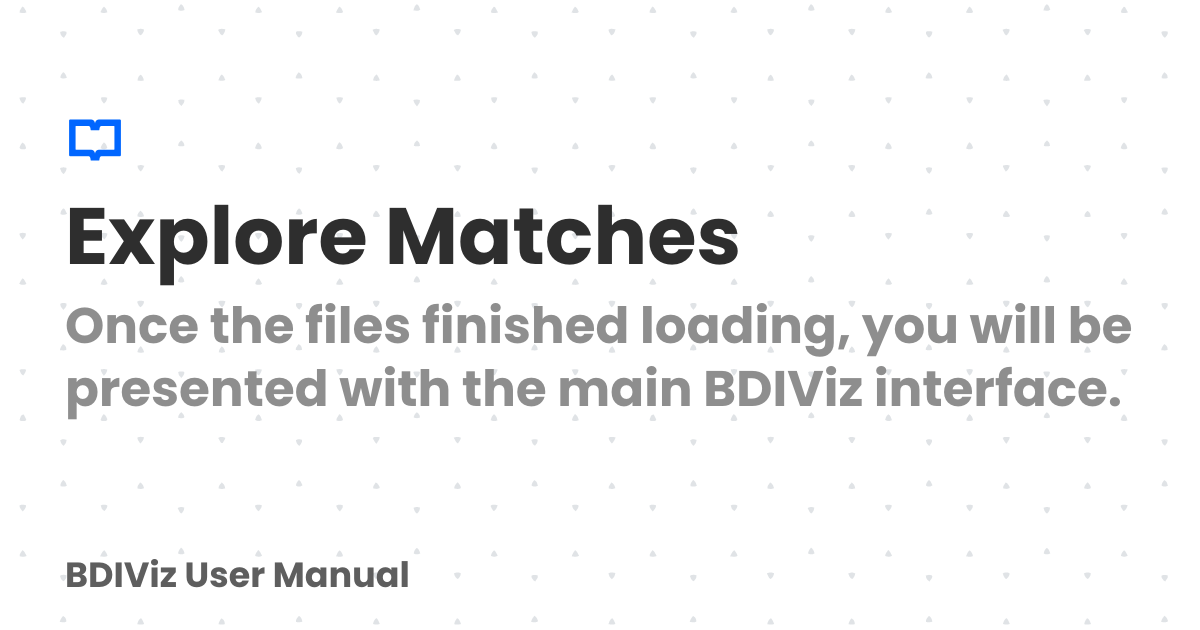 Explore Matches
Once the files finished loading, you will be
presented with the main BDIViz interface.
BDIViz User Manual